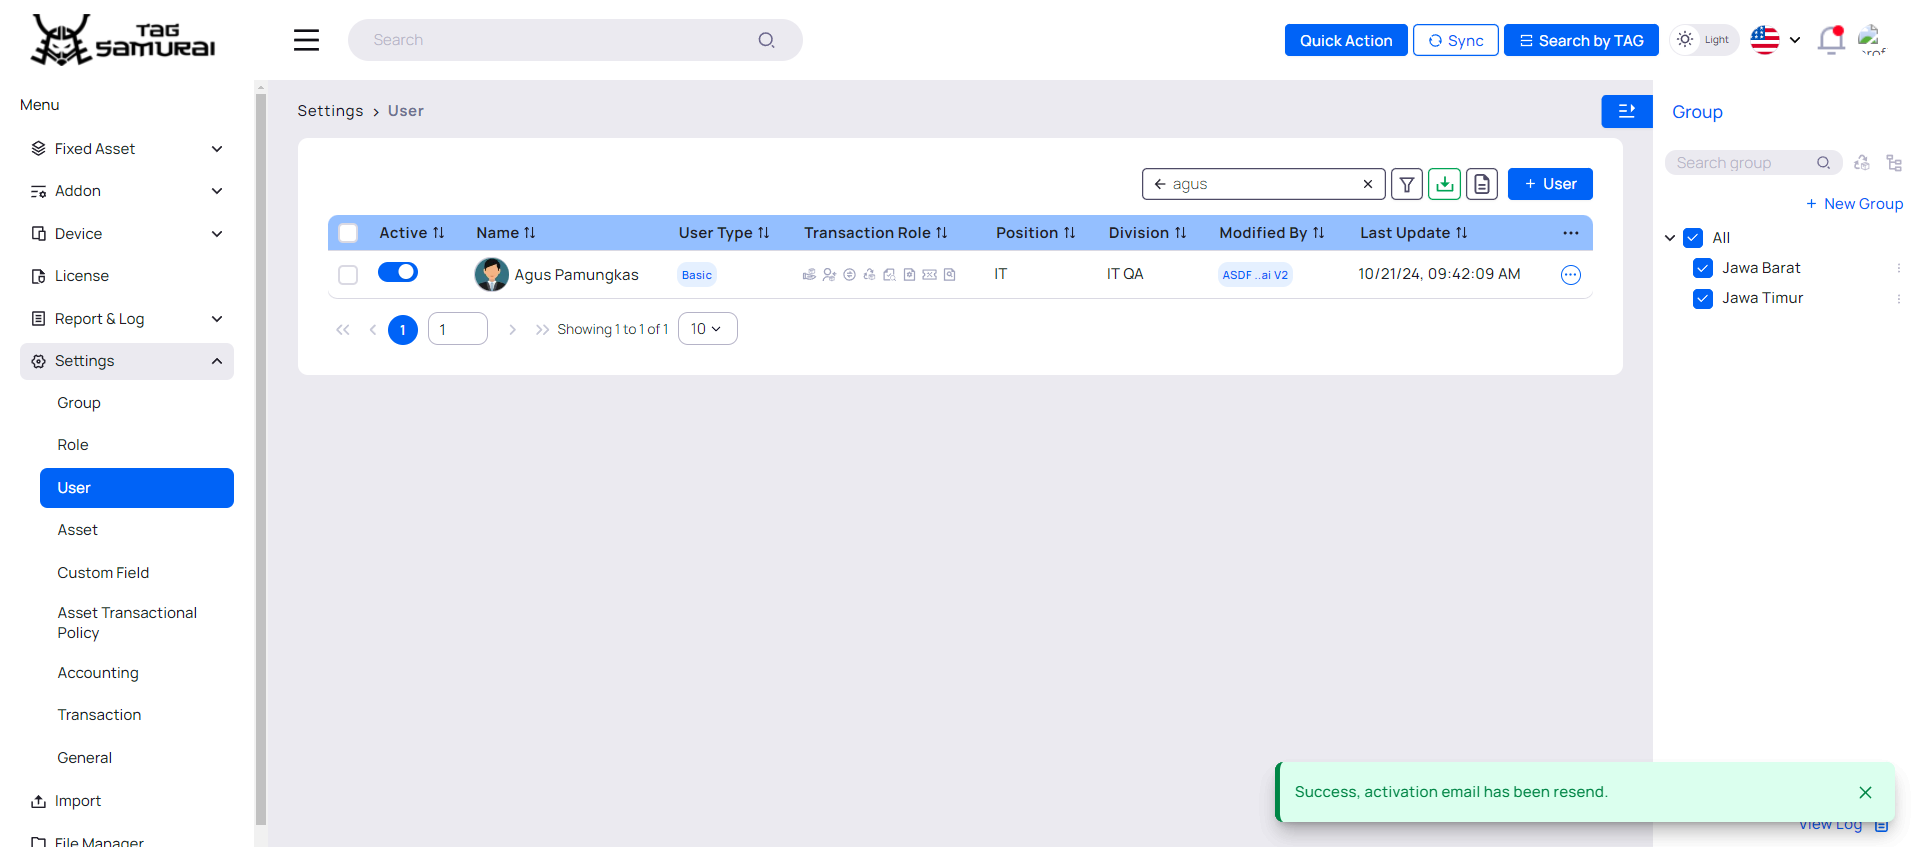 TAG SAMURAI
Search
Quick Action
Sync
Search by TAG
Light
prof
Menu
Fixed Asset
Addon
Device
License
Report & Log
Settings
Group
Role
User
Asset
Custom Field
Asset Transactional
Policy
Accounting
Transaction
General
Import
File Manager
Settings > User
agus
+ User
Active Name User Type Transaction Role Position Division Modified By Last Update
Agus Pamungkas Basic IT IT QA ASDF ..ai V2 10/21/24, 09:42:09 AM
1 1 Showing 1 to 1 of 1 10
Group
Search group
+ New Group
All
Jawa Barat
Jawa Timur
Success, activation email has been resend.
View Log